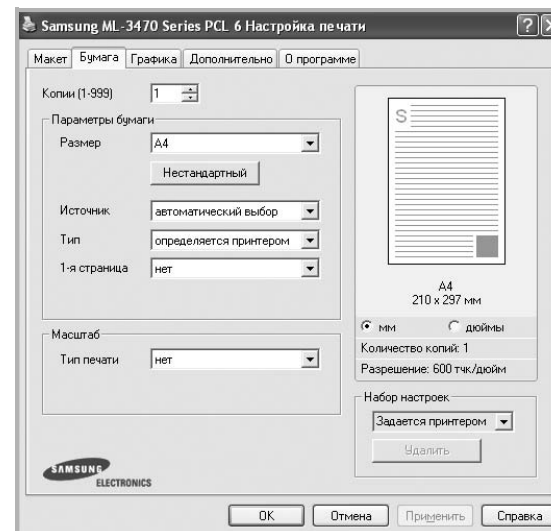 Samsung ML-3470 Series PCL 6 Настройка печати
Макет Бумага Графика Дополнительно О программе
Копии (1-999) 1
Параметры бумаги
Размер A4
Нестандартный
Источник автоматический выбор
Тип определяется принтером
1-я страница нет
Масштаб
Тип печати нет
SAMSUNG
ELECTRONICS
S
A4
210 x 297 мм
мм дюймы
Количество копий: 1
Разрешение: 600 тчк/дюйм
Набор настроек
Задается принтером
Удалить
OK Отмена Применить Справка